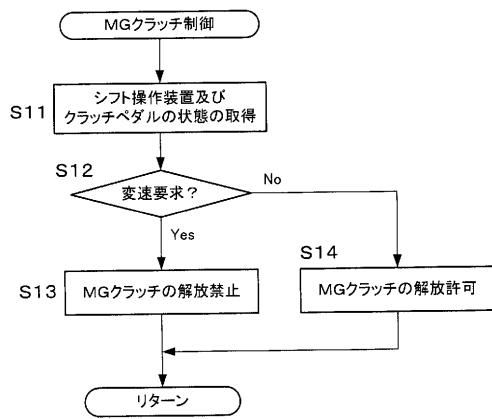 MGクラッチ制御
S11
シフト操作装置及び
クラッチペダルの状態の取得
S12
変速要求?
No
Yes
S13
MGクラッチの解放禁止
S14
MGクラッチの解放許可
リターン